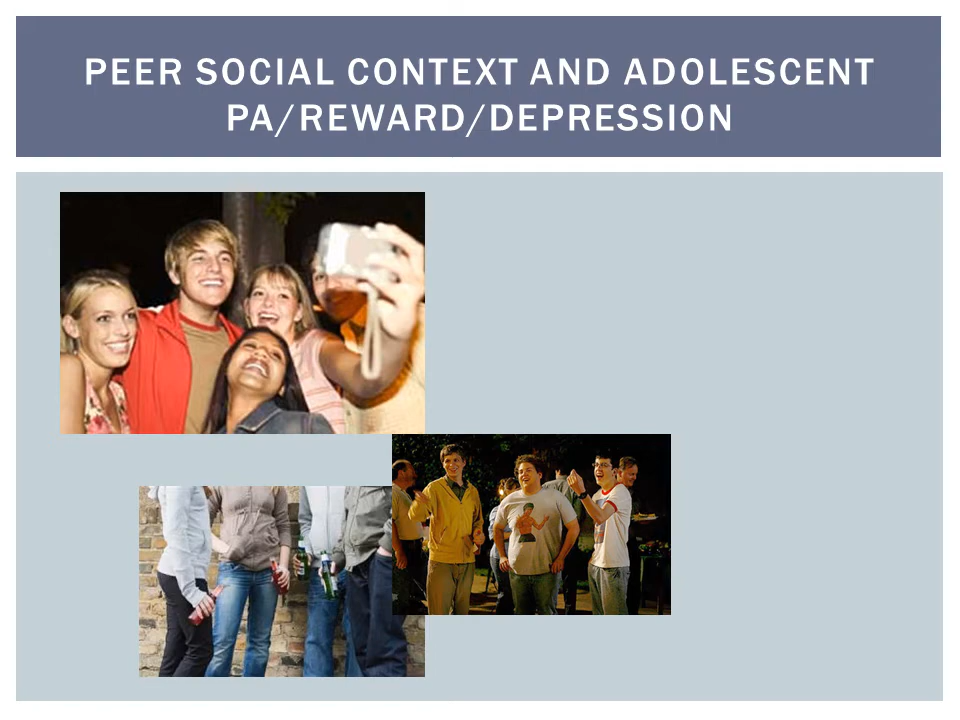 PEER SOCIAL CONTEXT AND ADOLESCENT
PA/REWARD/DEPRESSION